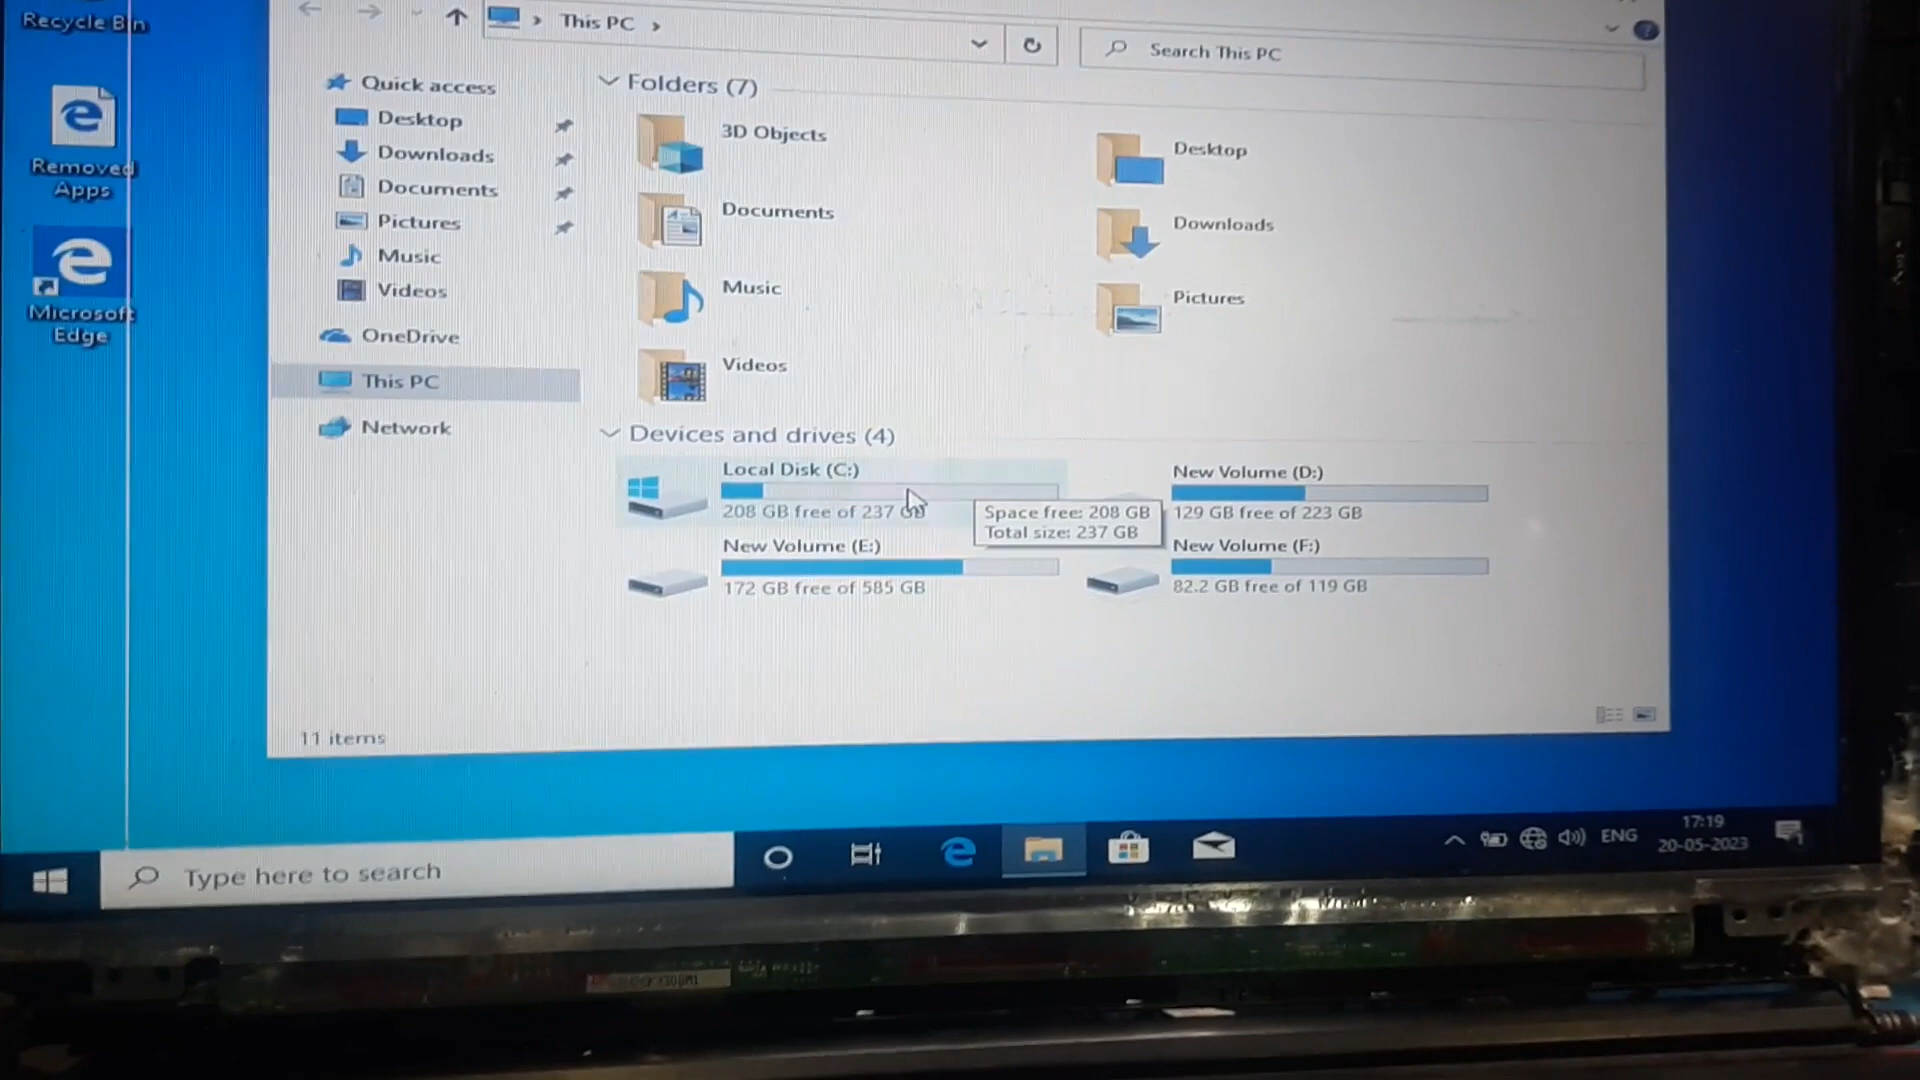 Recycle Bin
Removed
Apps
Microsoft
Edge
This PC
Search This PC
Quick access
Desktop
Downloads
Documents
Pictures
Music
Videos
OneDrive
This PC
Network
Folders (7)
3D Objects
Desktop
Documents
Downloads
Music
Pictures
Videos
Devices and drives (4)
Local Disk (C:)
208 GB free of 237 GB
Space free: 208 GB
Total size: 237 GB
New Volume (D:)
129 GB free of 223 GB
New Volume (E:)
172 GB free of 585 GB
New Volume (F:)
82.2 GB free of 119 GB
11 items
Type here to search
ENG
17:19
20-05-2023
1